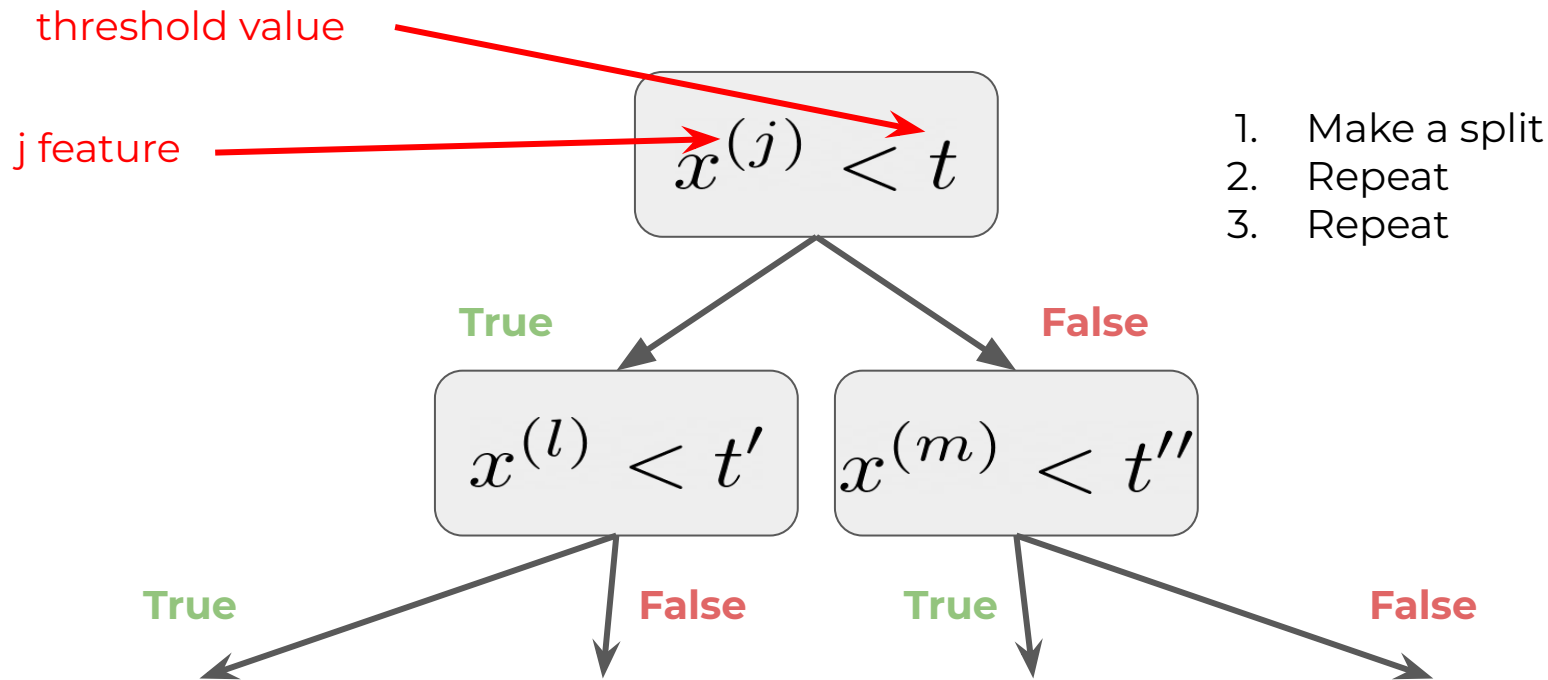 threshold value
j feature
x^{(j)} < t
1. Make a split
2. Repeat
3. Repeat
True
False
x^{(l)} < t'
x^{(m)} < t''
True
False
True
False